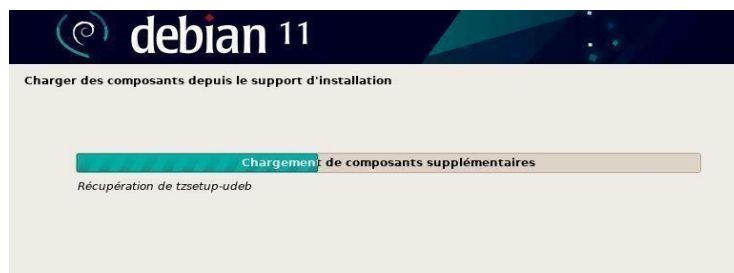 debian 11
Charger des composants depuis le support d'installation
Chargement de composants supplémentaires
Récupération de tzsetup-udeb